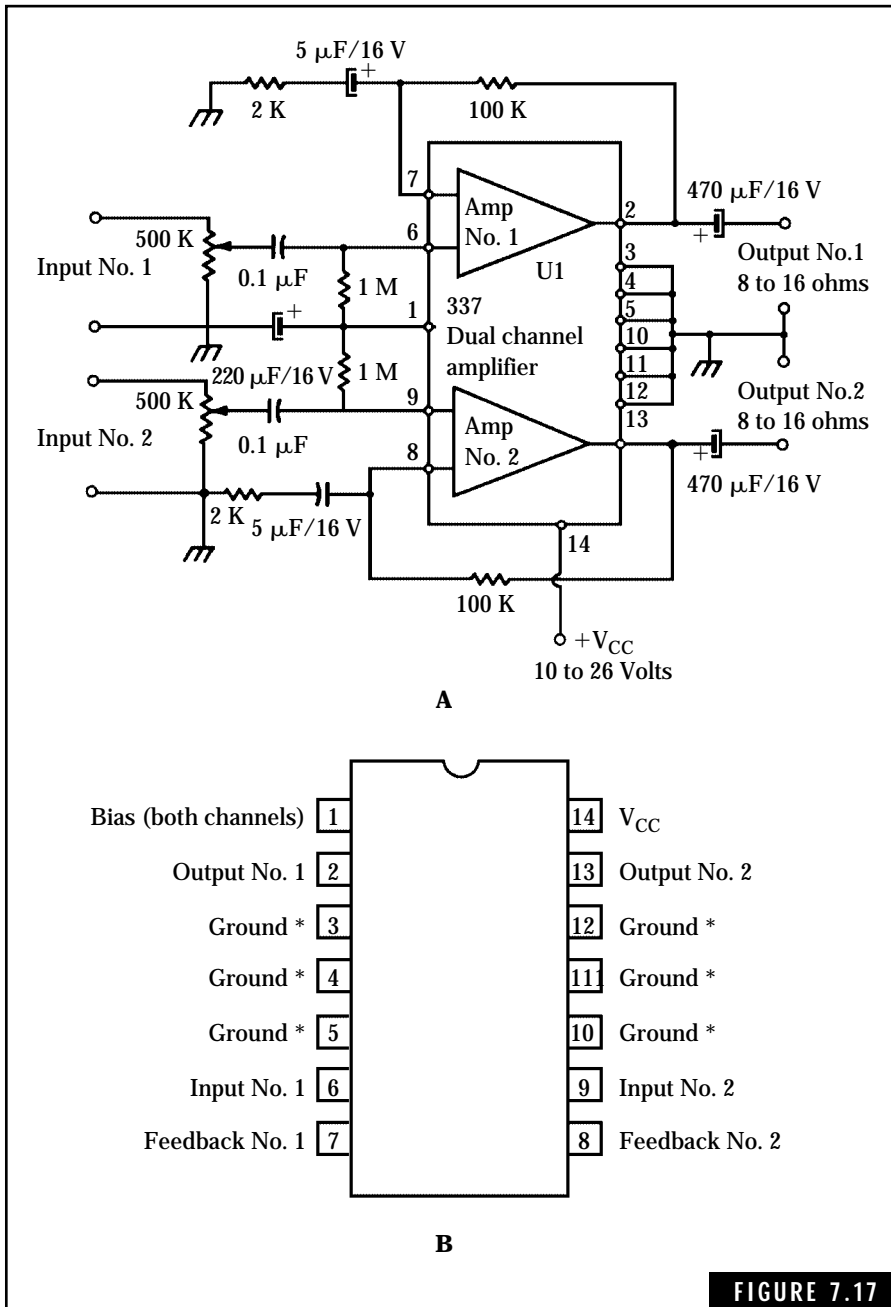 5 μF/16 V
+
2 K
100 K
7
470 μF/16 V
Amp
No. 1
2
+
500 K
6
3
Output No.1
8 to 16 ohms
Input No. 1
0.1 μF
U1
4
1 M
5
1
337
Dual channel
amplifier
10
+
11
220 μF/16 V
1 M
12
Output No.2
8 to 16 ohms
500 K
9
13
Input No. 2
0.1 μF
Amp
No. 2
8
+
470 μF/16 V
2 K
5 μF/16 V
14
100 K
+VCC
10 to 26 Volts
A
Bias (both channels) 1
14 VCC
Output No. 1 2
13 Output No. 2
Ground * 3
12 Ground *
Ground * 4
111 Ground *
Ground * 5
10 Ground *
Input No. 1 6
9 Input No. 2
Feedback No. 1 7
8 Feedback No. 2
B
FIGURE 7.17